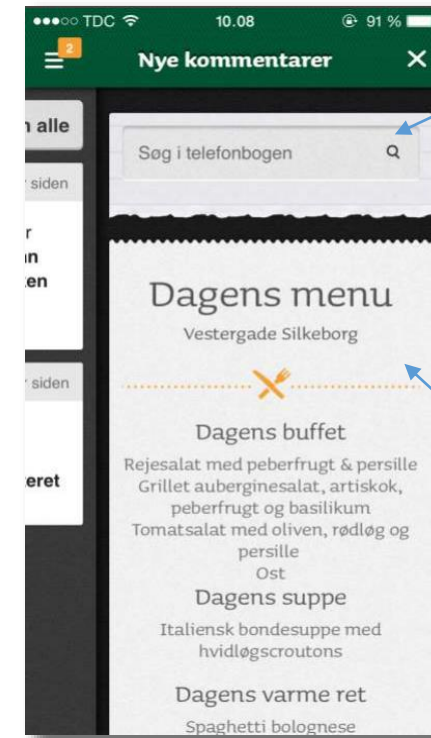 TDC 10.08 91 %
2
Nye kommentarer
alle
Søg i telefonbogen
siden
r
en
Dagens menu
Vestergade Silkeborg
siden
Dagens buffet
Rejesalat med peberfrugt & persille
Grillet auberginesalat, artiskok,
peberfrugt og basilikum
Tomatsalat med oliven, rødløg og
persille
Ost
Dagens suppe
Italiensk bondesuppe med
hvidløgscroutons
Dagens varme ret
Spaghetti bolognese